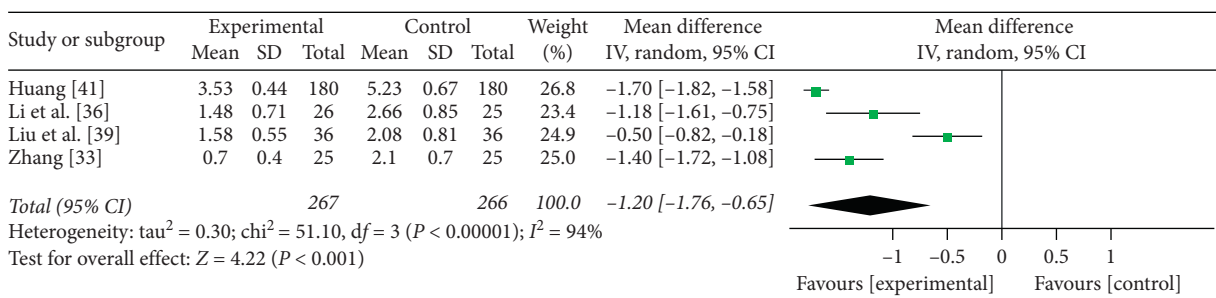 Study or subgroup Experimental Control Weight Mean difference Mean difference
Mean SD Total Mean SD Total (%) IV, random, 95% CI IV, random, 95% CI
Huang [41] 3.53 0.44 180 5.23 0.67 180 26.8 −1.70 [−1.82, −1.58]
Li et al. [36] 1.48 0.71 26 2.66 0.85 25 23.4 −1.18 [−1.61, −0.75]
Liu et al. [39] 1.58 0.55 36 2.08 0.81 36 24.9 −0.50 [−0.82, −0.18]
Zhang [33] 0.7 0.4 25 2.1 0.7 25 25.0 −1.40 [−1.72, −1.08]
Total (95% CI) 267 266 100.0 −1.20 [−1.76, −0.65]
Heterogeneity: tau² = 0.30; chi² = 51.10, df = 3 (P < 0.00001); I² = 94%
Test for overall effect: Z = 4.22 (P < 0.001)
−1 −0.5 0 0.5 1
Favours [experimental] Favours [control]